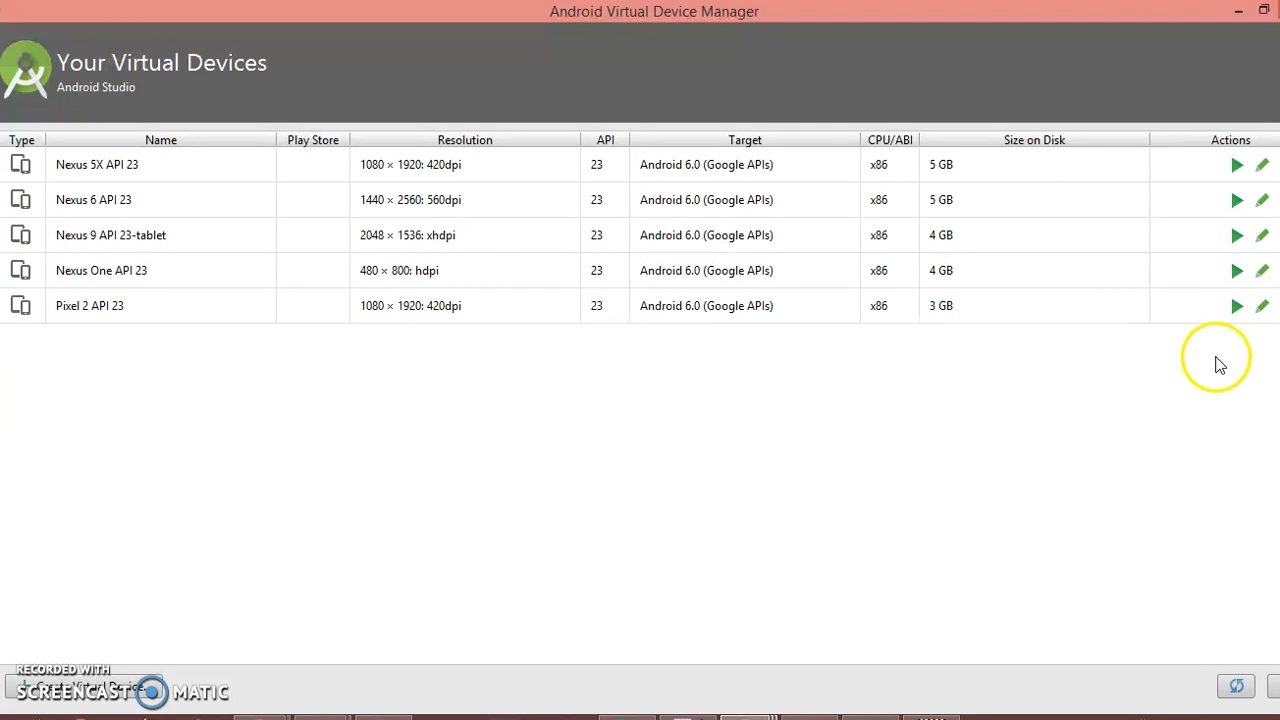 Android Virtual Device Manager
Your Virtual Devices
Android Studio
Type Name Play Store Resolution API Target CPU/ABI Size on Disk Actions
Nexus 5X API 23 1080 × 1920: 420dpi 23 Android 6.0 (Google APIs) x86 5 GB
Nexus 6 API 23 1440 × 2560: 560dpi 23 Android 6.0 (Google APIs) x86 5 GB
Nexus 9 API 23-tablet 2048 × 1536: xhdpi 23 Android 6.0 (Google APIs) x86 4 GB
Nexus One API 23 480 × 800: hdpi 23 Android 6.0 (Google APIs) x86 4 GB
Pixel 2 API 23 1080 × 1920: 420dpi 23 Android 6.0 (Google APIs) x86 3 GB
RECORDED WITH
SCREENCAST MATIC